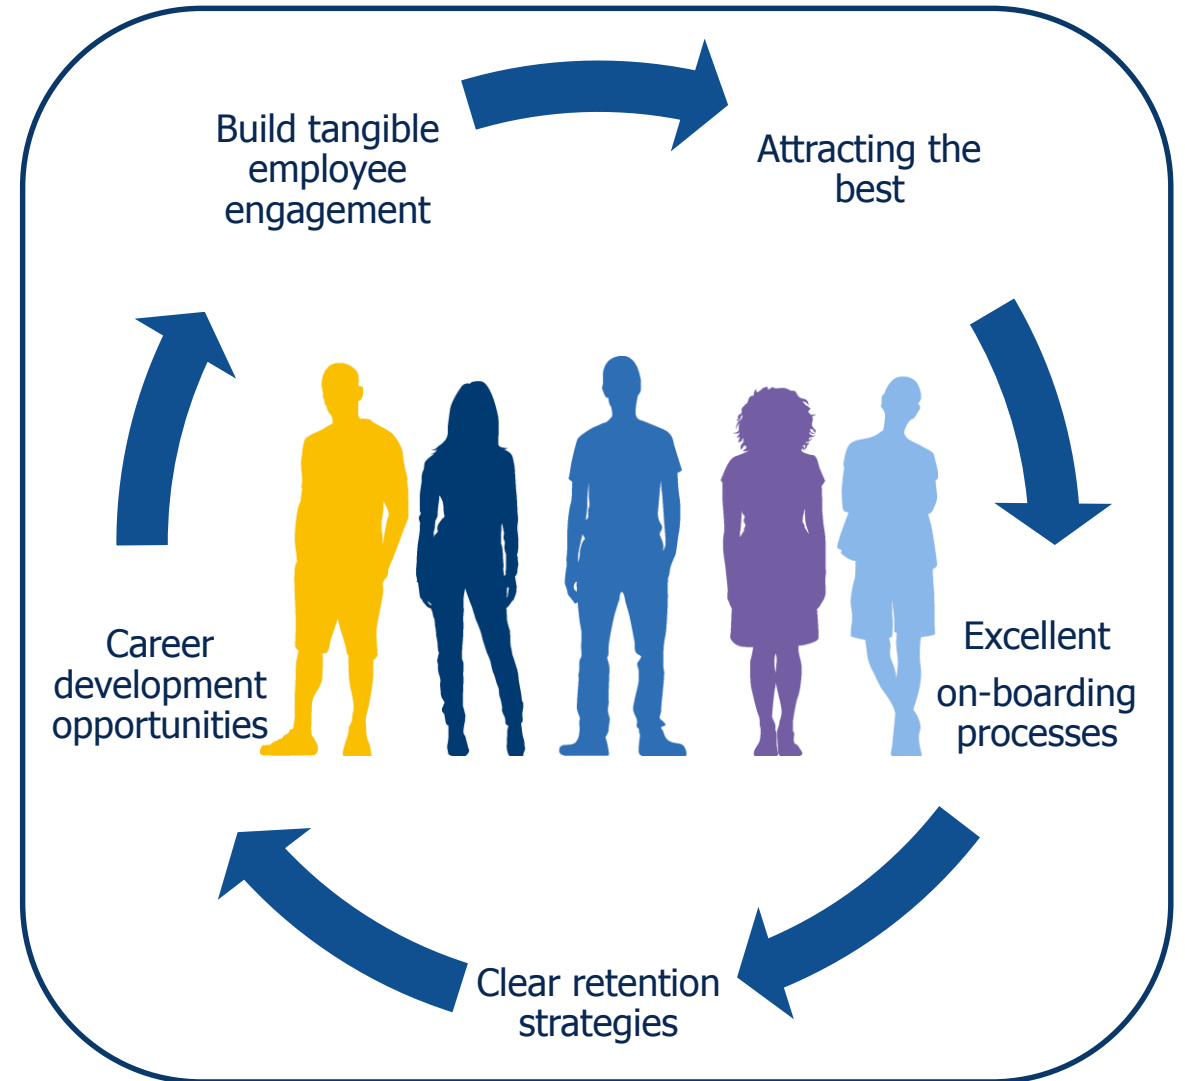 Build tangible
employee
engagement
Attracting the
best
Excellent
on-boarding
processes
Clear retention
strategies
Career
development
opportunities